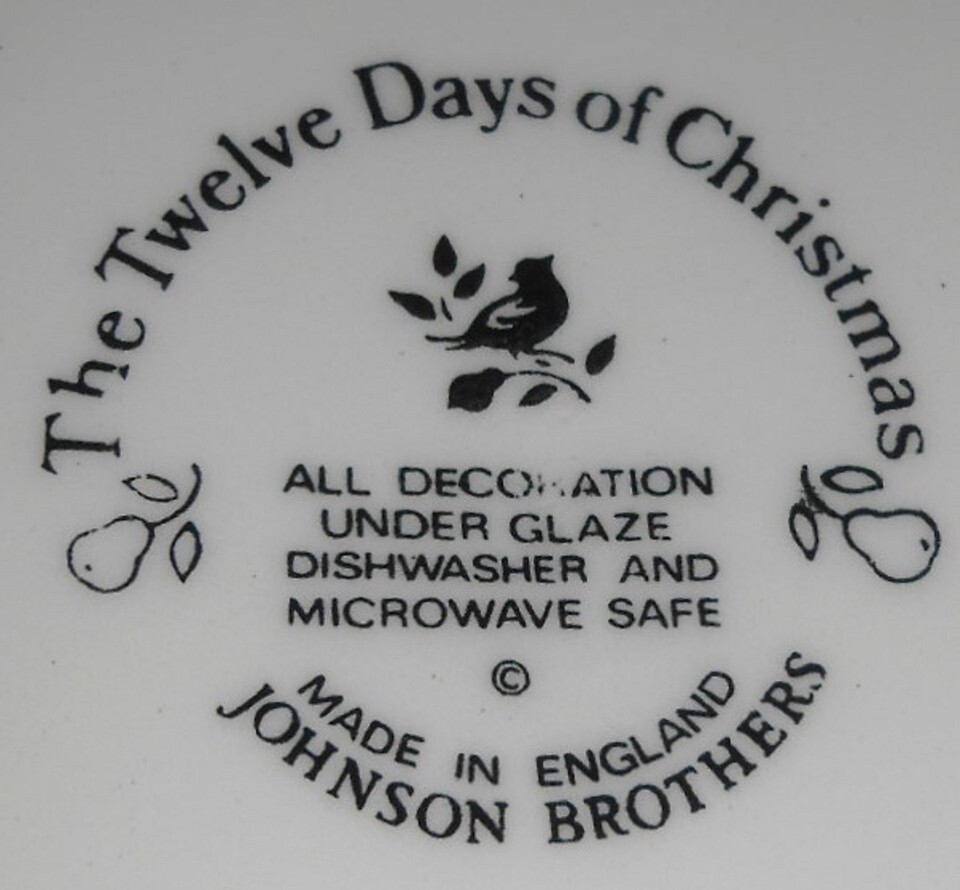 The Twelve Days of Christmas
ALL DECORATION
UNDER GLAZE
DISHWASHER AND
MICROWAVE SAFE
©
MADE IN ENGLAND
JOHNSON BROTHERS